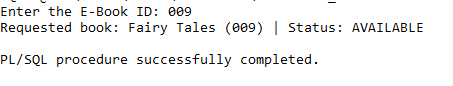 Enter the E-Book ID: 009
Requested book: Fairy Tales (009) | Status: AVAILABLE
PL/SQL procedure successfully completed.